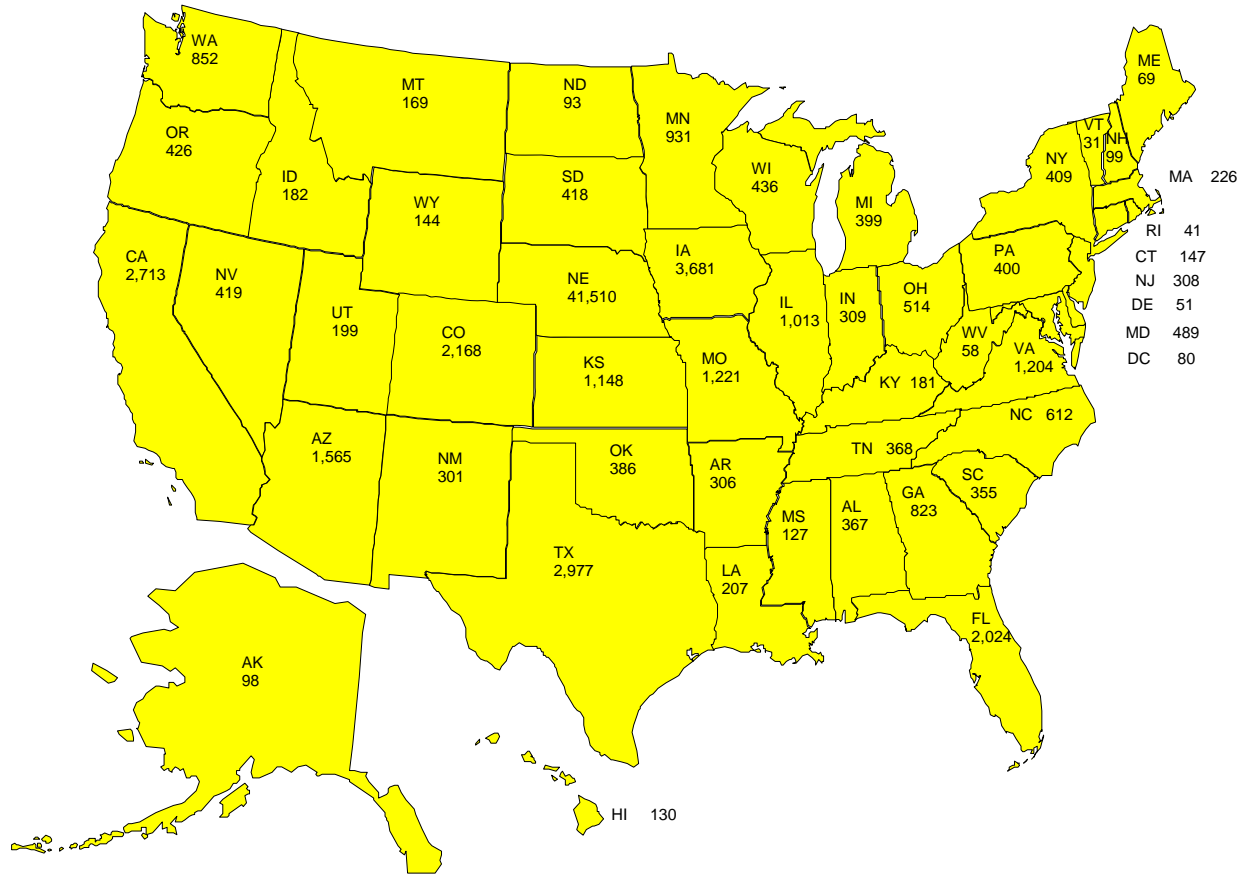 WA
852
MT
169
ND
93
MN
931
ME
69
OR
426
ID
182
WY
144
SD
418
WI
436
MI
399
NY
409
VT
31
NH
99
MA 226
RI 41
CT 147
NJ 308
DE 51
MD 489
DC 80
CA
2,713
NV
419
UT
199
CO
2,168
NE
41,510
IA
3,681
IL
1,013
IN
309
OH
514
PA
400
WV
58
VA
1,204
KS
1,148
MO
1,221
KY 181
NC 612
TN 368
AZ
1,565
NM
301
OK
386
AR
306
SC
355
MS
127
AL
367
GA
823
TX
2,977
LA
207
FL
2,024
AK
98
HI 130